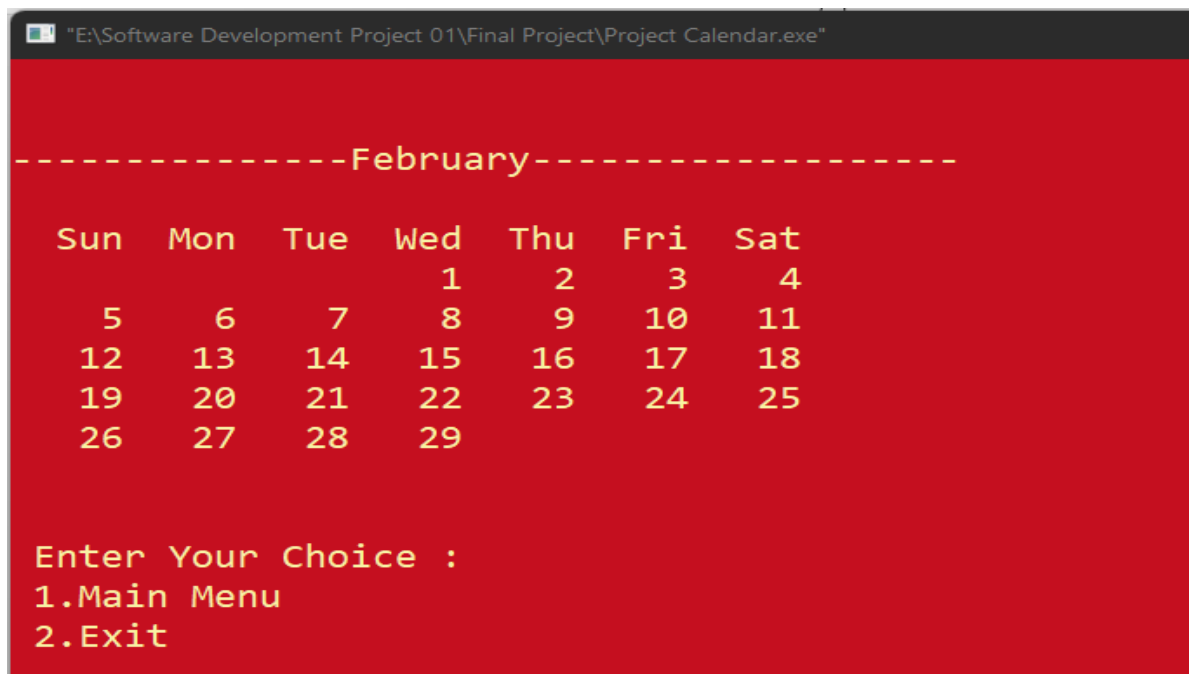 "E:\Software Development Project 01\Final Project\Project Calendar.exe"
----------------February--------------------
Sun Mon Tue Wed Thu Fri Sat
1 2 3 4
5 6 7 8 9 10 11
12 13 14 15 16 17 18
19 20 21 22 23 24 25
26 27 28 29
Enter Your Choice :
1.Main Menu
2.Exit